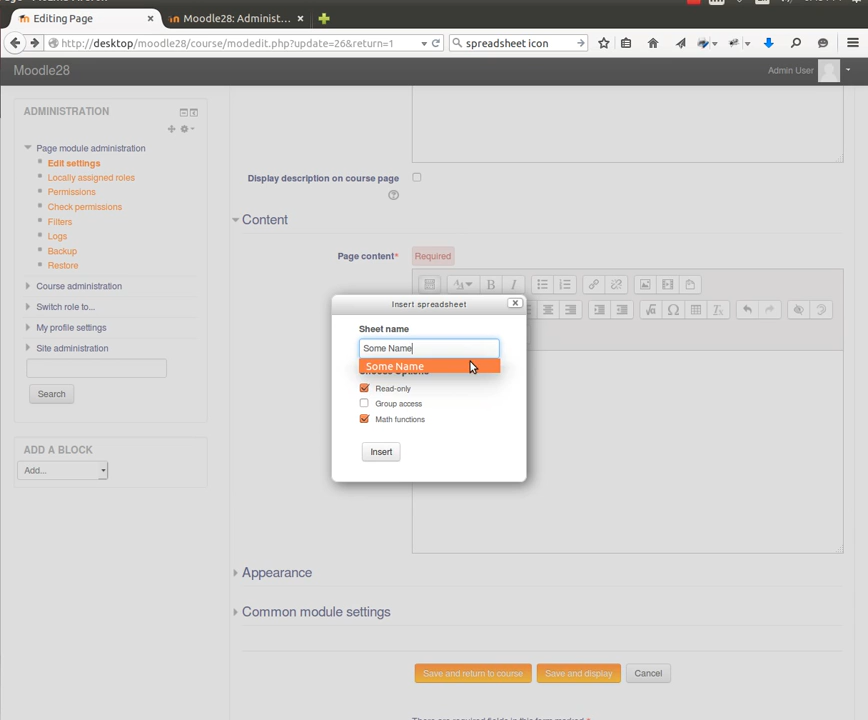 Editing Page
Moodle28: Administ...
http://desktop/moodle28/course/modedit.php?update=26&return=1
spreadsheet icon
Moodle28
Admin User
ADMINISTRATION
Page module administration
Edit settings
Locally assigned roles
Permissions
Check permissions
Filters
Logs
Backup
Restore
Course administration
Switch role to...
My profile settings
Site administration
Search
ADD A BLOCK
Add...
Display description on course page
Content
Page content*
Required
Insert spreadsheet
Sheet name
Some Name
Some Name
Read-only
Group access
Math functions
Insert
Appearance
Common module settings
Save and return to course
Save and display
Cancel